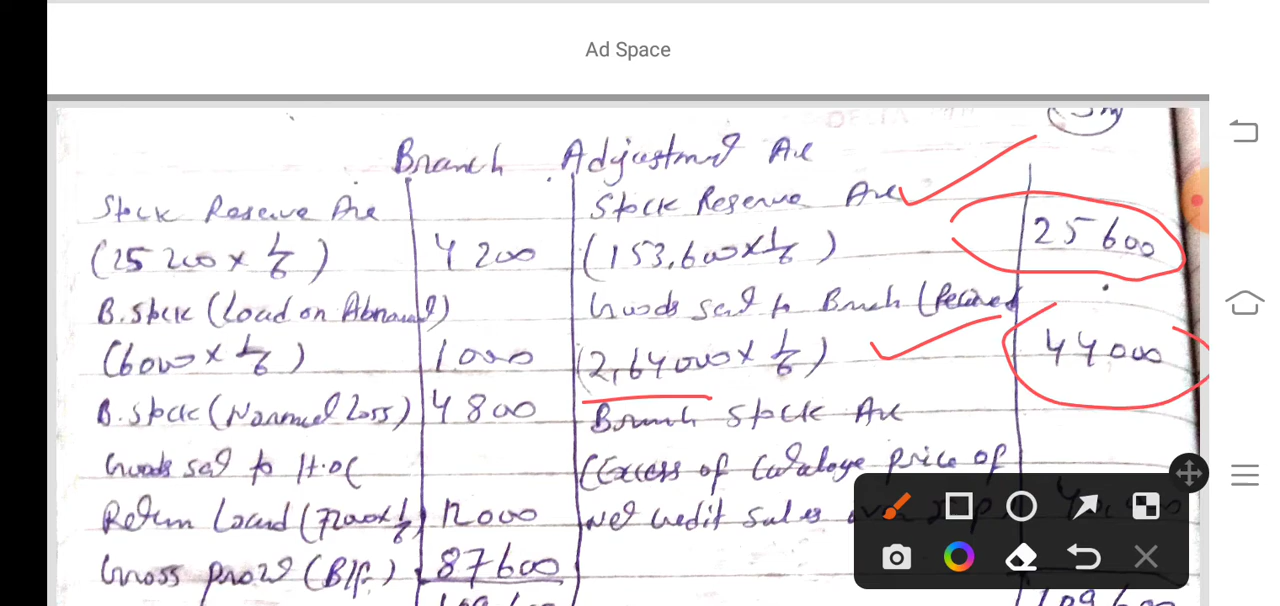 Ad Space
Branch Adjustment A/c
Stock Reserve A/c
(25200 x 1/6) 4200
B. Stock (Load on Abnormal)
(6000 x 1/6) 1000
B. Stock (Normal Loss) 4800
Goods sent to H.O (
Return Load (72000 x 1/6) 12000
Gross profit (B/f.) 87600
Stock Reserve A/c
(153,600 x 1/6) 25600
Goods sent to Branch (Received
(2,64000 x 1/6) 44000
Branch Stock A/c
(Excess of Cataloge price of
Net Credit Sales
109600